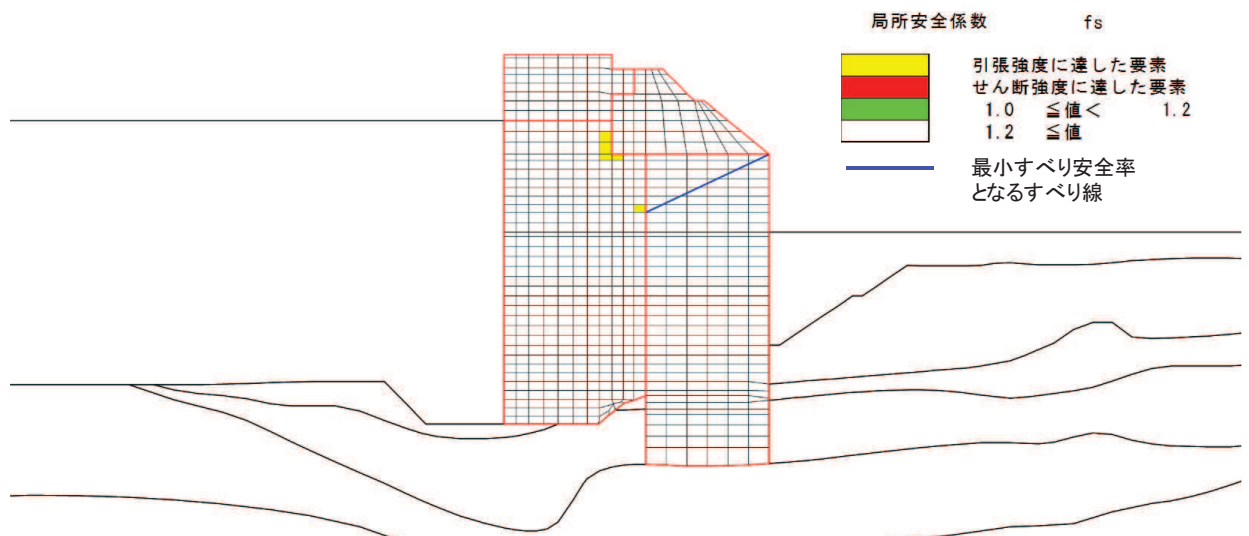 局所安全係数 fs
引張強度に達した要素
せん断強度に達した要素
1.0 ≦値＜ 1.2
1.2 ≦値
最小すべり安全率
となるすべり線